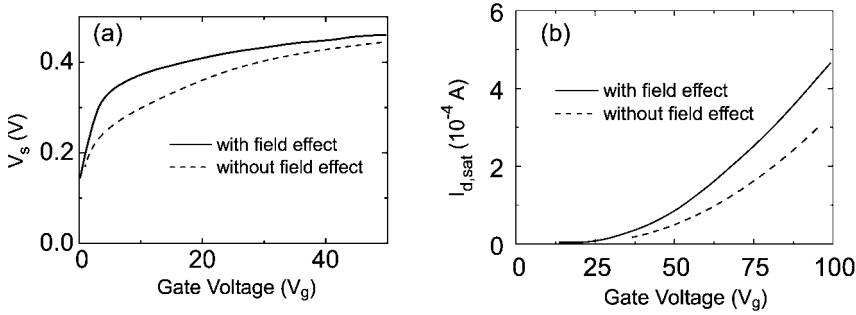 (a)
V_s (V)
0.4
0.2
0.0
with field effect
without field effect
0
20
40
Gate Voltage (V_g)
(b)
I_d,sat (10^-4 A)
6
4
2
0
with field effect
without field effect
0
25
50
75
100
Gate Voltage (V_g)